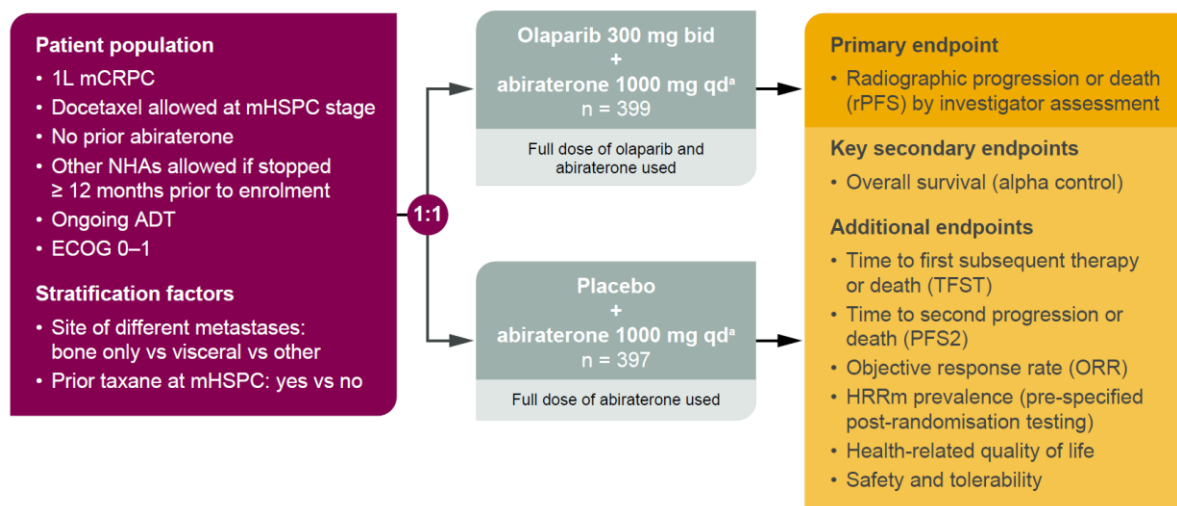 Patient population
• 1L mCRPC
• Docetaxel allowed at mHSPC stage
• No prior abiraterone
• Other NHAs allowed if stopped
≥ 12 months prior to enrolment
• Ongoing ADT
• ECOG 0–1
Stratification factors
• Site of different metastases:
bone only vs visceral vs other
• Prior taxane at mHSPC: yes vs no
1:1
Olaparib 300 mg bid
+
abiraterone 1000 mg qdᵃ
n = 399
Full dose of olaparib and
abiraterone used
Placebo
+
abiraterone 1000 mg qdᵃ
n = 397
Full dose of abiraterone used
Primary endpoint
• Radiographic progression or death
(rPFS) by investigator assessment
Key secondary endpoints
• Overall survival (alpha control)
Additional endpoints
• Time to first subsequent therapy
or death (TFST)
• Time to second progression or
death (PFS2)
• Objective response rate (ORR)
• HRRm prevalence (pre-specified
post-randomisation testing)
• Health-related quality of life
• Safety and tolerability